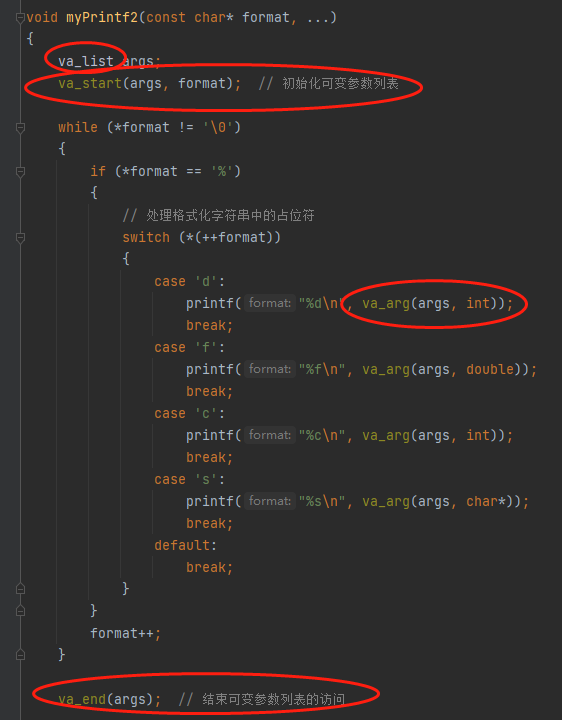 void myPrintf2(const char* format, ...)
{
    va_list args;
    va_start(args, format);  // 初始化可变参数列表
    while (*format != '\0')
    {
        if (*format == '%')
        {
            // 处理格式化字符串中的占位符
            switch (*(++format))
            {
                case 'd':
                    printf( format: "%d\n", va_arg(args, int));
                    break;
                case 'f':
                    printf( format: "%f\n", va_arg(args, double));
                    break;
                case 'c':
                    printf( format: "%c\n", va_arg(args, int));
                    break;
                case 's':
                    printf( format: "%s\n", va_arg(args, char*));
                    break;
                default:
                    break;
            }
        }
        format++;
    }
    va_end(args);  // 结束可变参数列表的访问